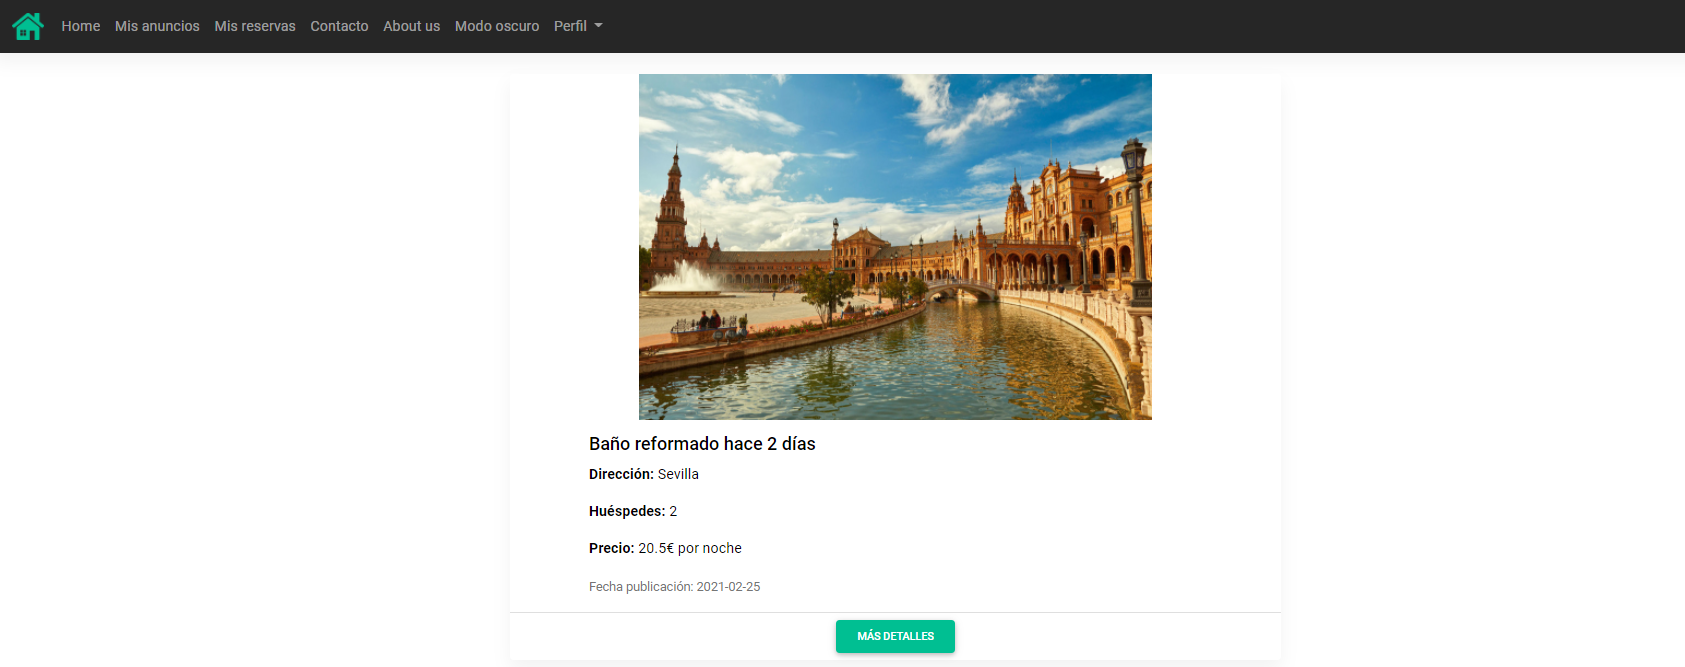 Home Mis anuncios Mis reservas Contacto About us Modo oscuro Perfil
Baño reformado hace 2 días
Dirección: Sevilla
Huéspedes: 2
Precio: 20.5€ por noche
Fecha publicación: 2021-02-25
MÁS DETALLES